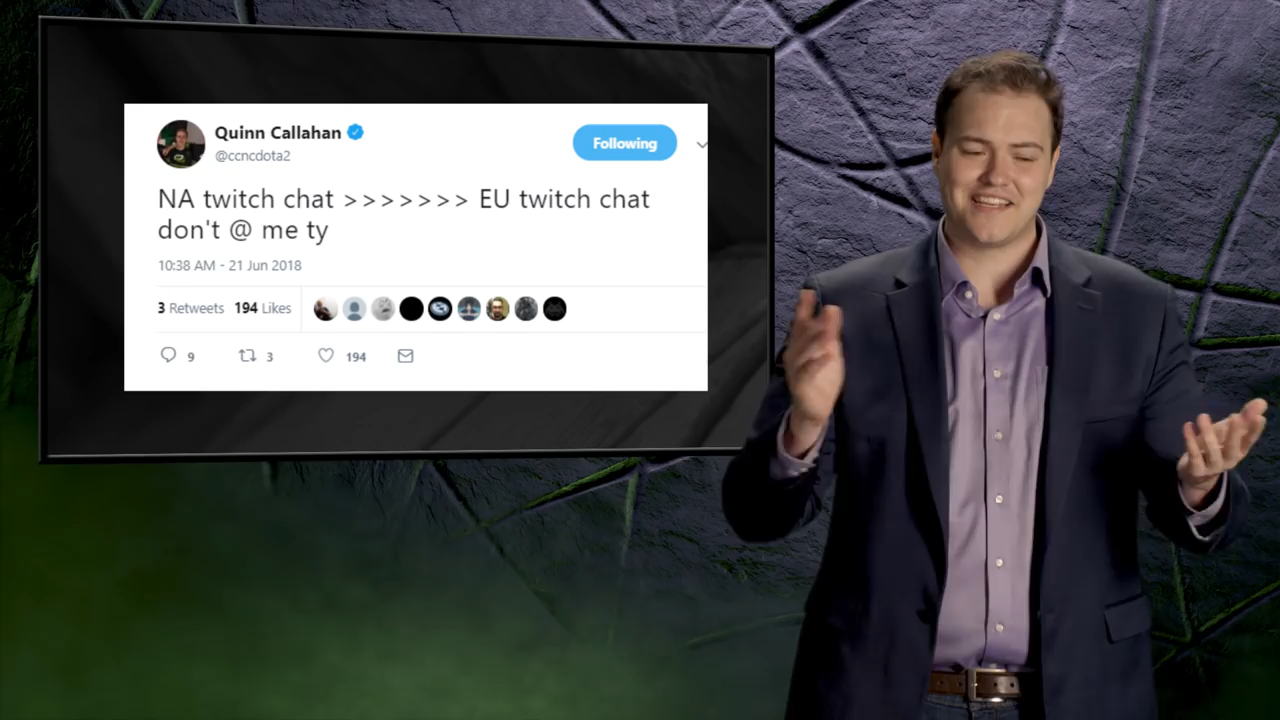 Quinn Callahan
@ccncdota2
Following
NA twitch chat >>>>>>> EU twitch chat
don't @ me ty
10:38 AM - 21 Jun 2018
3 Retweets 194 Likes
9 3 194